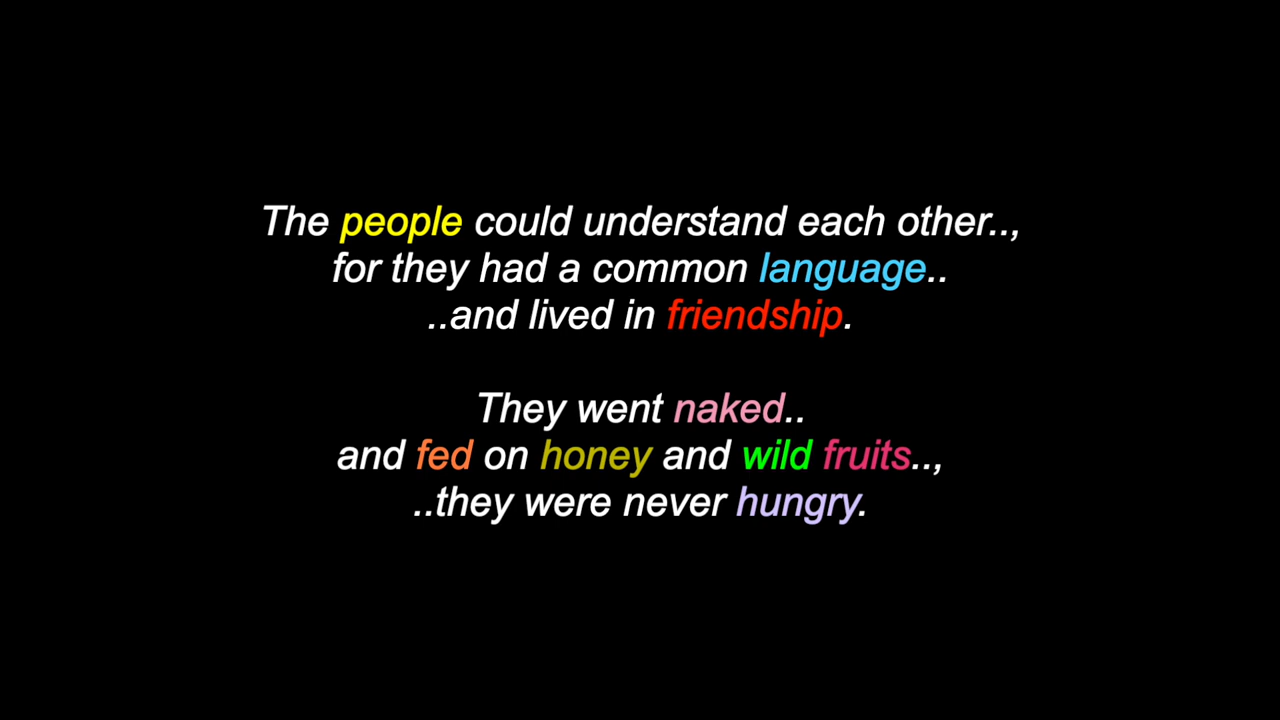 The people could understand each other..,
for they had a common language..
..and lived in friendship.
They went naked..
and fed on honey and wild fruits..,
..they were never hungry.